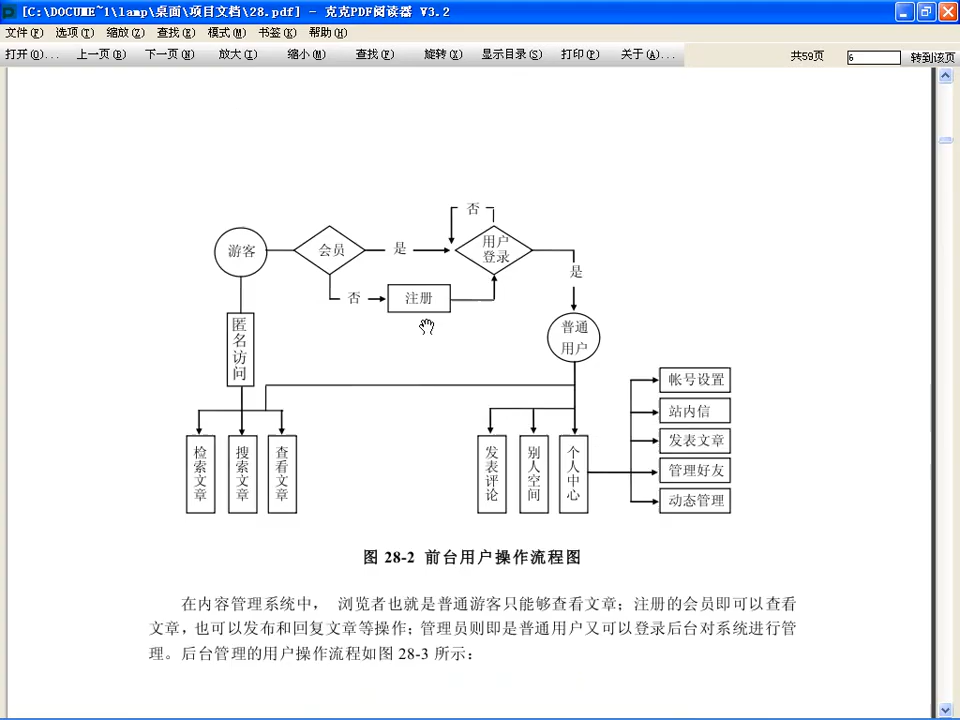 [C:\DOCUME~1\lamp\桌面\项目文档\28.pdf] - 克克PDF阅读器 V3.2
文件(F) 选项(T) 缩放(Z) 查找(E) 模式(M) 书签(K) 帮助(H)
打开(O)... 上一页(B) 下一页(N) 放大(I) 缩小(M) 查找(F) 旋转(X) 显示目录(S) 打印(P) 关于(A)... 共59页 6 转到该页
否
游客 会员 是 用户
登录
是
否 注册
匿名访问
普通
用户
帐号设置
站内信
发表文章
管理好友
动态管理
检索文章 搜索文章 查看文章 发表评论 别人空间 个人中心
图 28-2 前台用户操作流程图
在内容管理系统中， 浏览者也就是普通游客只能够查看文章；注册的会员即可以查看
文章，也可以发布和回复文章等操作；管理员则即是普通用户又可以登录后台对系统进行管
理。后台管理的用户操作流程如图 28-3 所示：